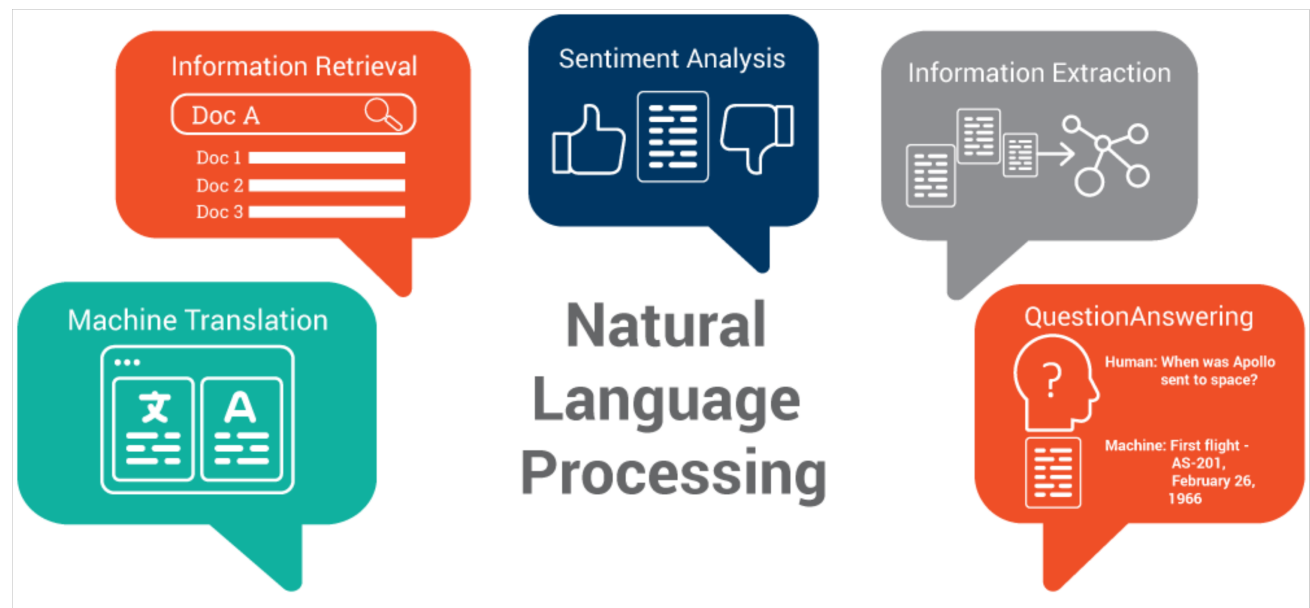 Information Retrieval
Doc A
Doc 1
Doc 2
Doc 3
Sentiment Analysis
Information Extraction
Machine Translation
文 A
Natural
Language
Processing
QuestionAnswering
?
Human: When was Apollo
sent to space?
Machine: First flight -
AS-201,
February 26,
1966